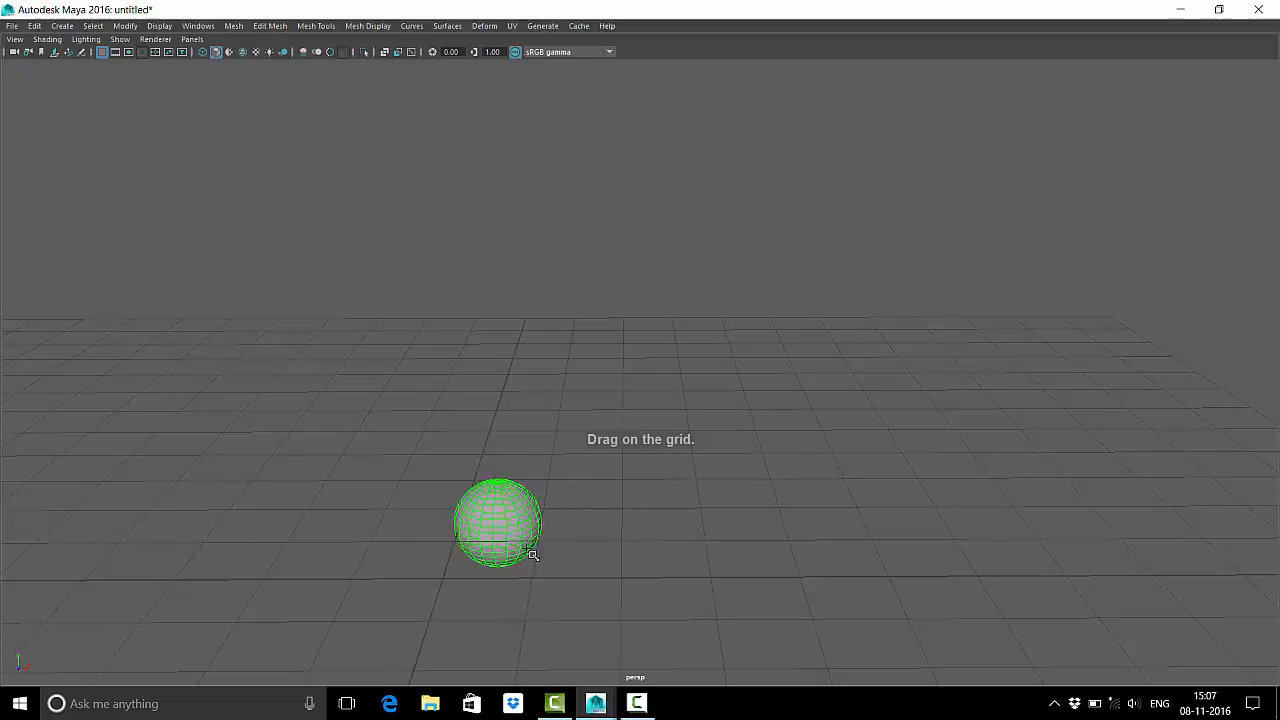 Autodesk Maya 2016: untitled*
File Edit Create Select Modify Display Windows Mesh Edit Mesh Mesh Tools Mesh Display Curves Surfaces Deform UV Generate Cache Help
View Shading Lighting Show Renderer Panels
0.00 1.00 sRGB gamma
Drag on the grid.
persp
Ask me anything
ENG
15:07
08-11-2016